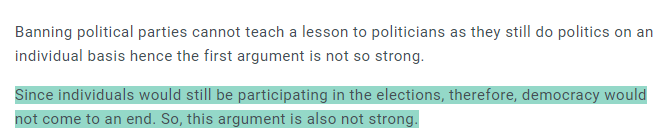 Banning political parties cannot teach a lesson to politicians as they still do politics on an
individual basis hence the first argument is not so strong.
Since individuals would still be participating in the elections, therefore, democracy would
not come to an end. So, this argument is also not strong.